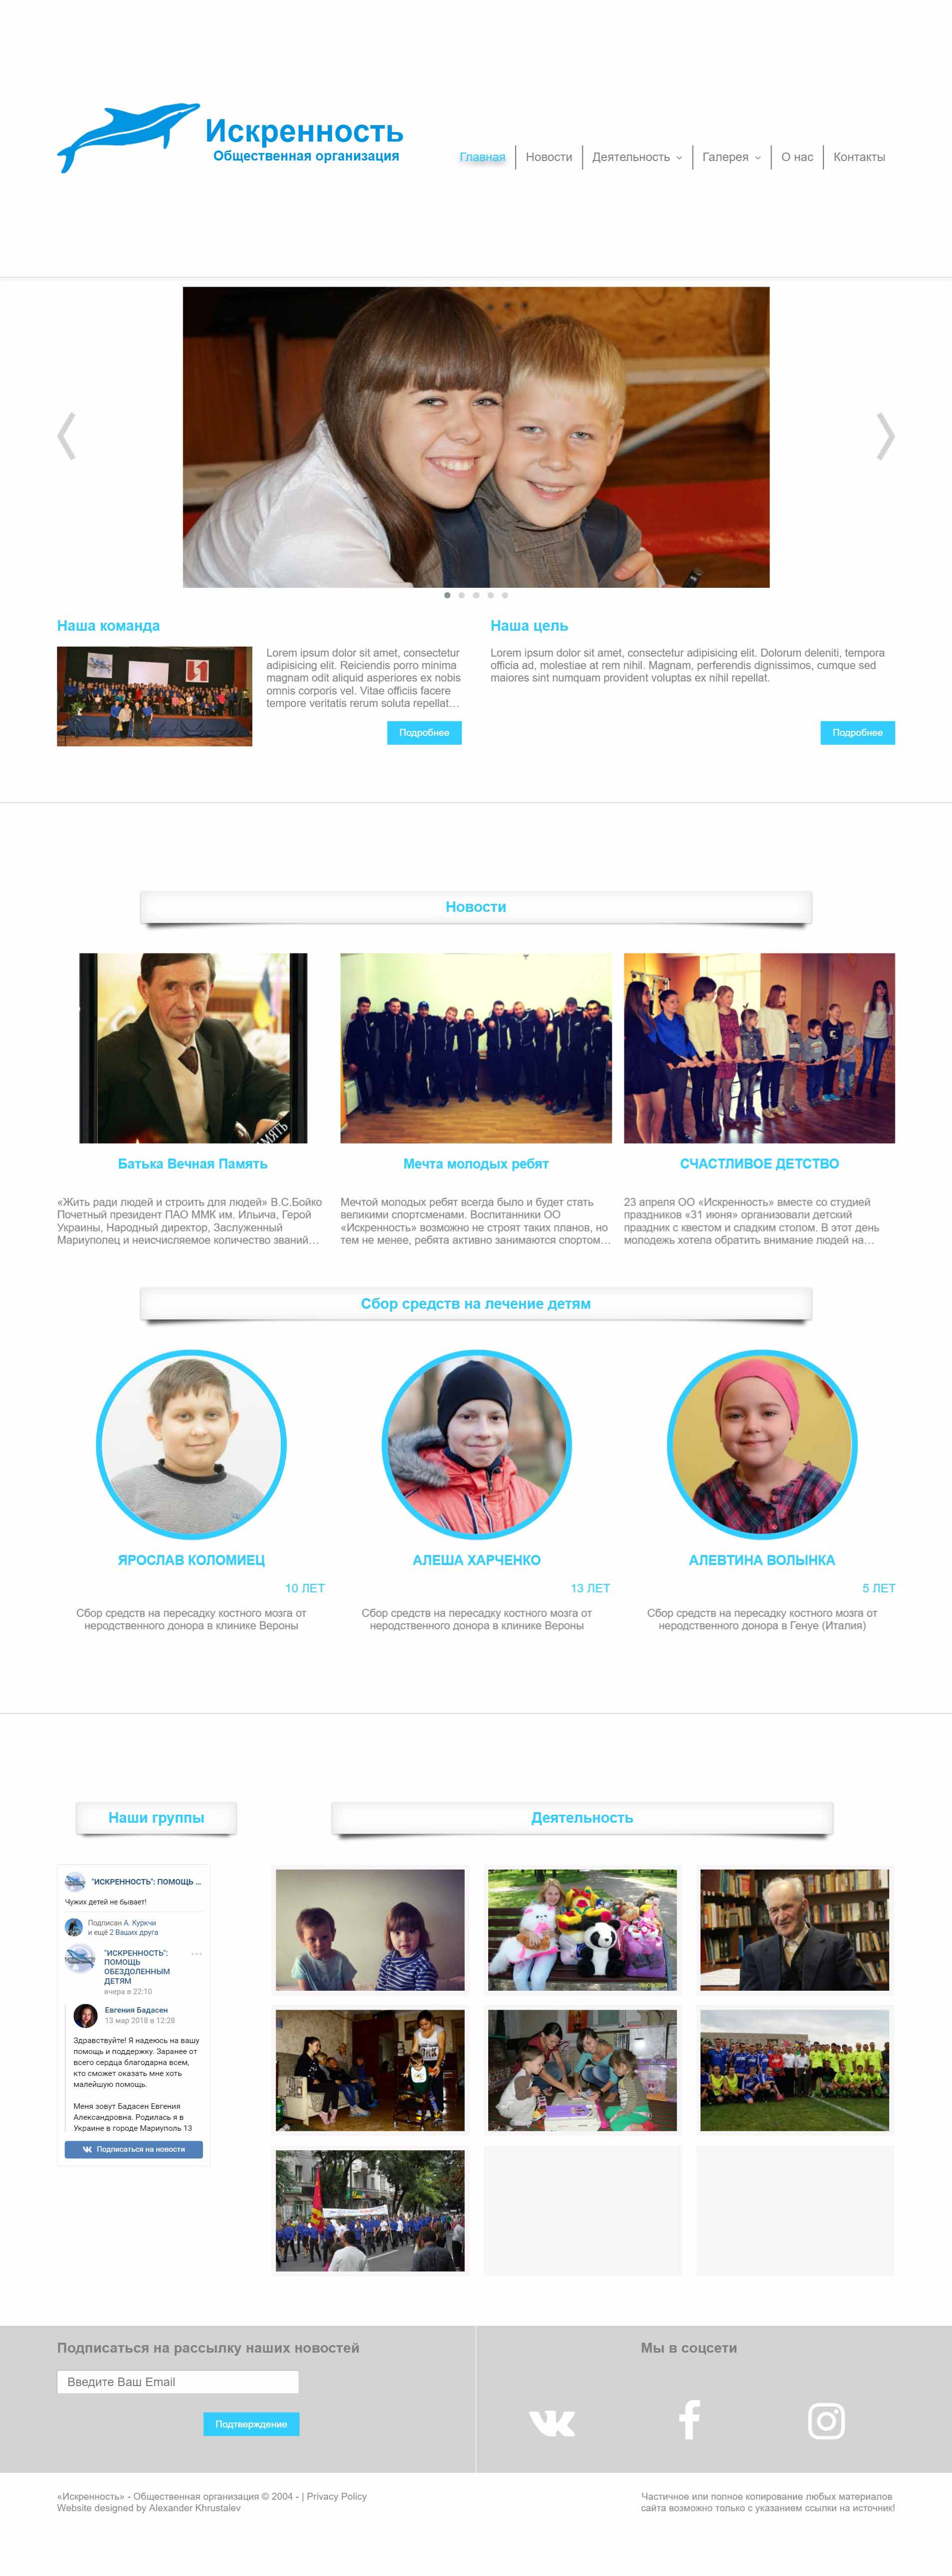 Искренность
Общественная организация
Главная
Новости
Деятельность
Галерея
О нас
Контакты
Наша команда
Lorem ipsum dolor sit amet, consectetur
adipisicing elit. Reiciendis porro minima
magnam odit aliquid asperiores ex nobis
omnis corporis vel. Vitae officiis facere
tempore veritatis rerum soluta repellat…
Подробнее
Наша цель
Lorem ipsum dolor sit amet, consectetur adipisicing elit. Dolorum deleniti, tempora
officia ad, molestiae at rem nihil. Magnam, perferendis dignissimos, cumque sed
maiores sint numquam provident voluptas ex nihil repellat.
Подробнее
Новости
Батька Вечная Память
«Жить ради людей и строить для людей» В.С.Бойко
Почетный президент ПАО ММК им. Ильича, Герой
Украины, Народный директор, Заслуженный
Мариуполец и неисчисляемое количество званий…
Мечта молодых ребят
Мечтой молодых ребят всегда было и будет стать
великими спортсменами. Воспитанники ОО
«Искренность» возможно не строят таких планов, но
тем не менее, ребята активно занимаются спортом…
СЧАСТЛИВОЕ ДЕТСТВО
23 апреля ОО «Искренность» вместе со студией
праздников «31 июня» организовали детский
праздник с квестом и сладким столом. В этот день
молодежь хотела обратить внимание людей на…
Сбор средств на лечение детям
ЯРОСЛАВ КОЛОМИЕЦ
10 ЛЕТ
Сбор средств на пересадку костного мозга от
неродственного донора в клинике Вероны
АЛЕША ХАРЧЕНКО
13 ЛЕТ
Сбор средств на пересадку костного мозга от
неродственного донора в клинике Вероны
АЛЕВТИНА ВОЛЫНКА
5 ЛЕТ
Сбор средств на пересадку костного мозга от
неродственного донора в Генуе (Италия)
Наши группы
"ИСКРЕННОСТЬ": ПОМОЩЬ ...
Чужих детей не бывает!
Подписан А. Куркчи
и ещё 2 Ваших друга
"ИСКРЕННОСТЬ":
ПОМОЩЬ
ОБЕЗДОЛЕННЫМ
ДЕТЯМ
вчера в 22:10
Евгения Бадасен
13 мар 2018 в 12:28
Здравствуйте! Я надеюсь на вашу
помощь и поддержку. Заранее от
всего сердца благодарна всем,
кто сможет оказать мне хоть
малейшую помощь.
Меня зовут Бадасен Евгения
Александровна. Родилась я в
Украине в городе Мариуполь 13
Подписаться на новости
Деятельность
Подписаться на рассылку наших новостей
Введите Ваш Email
Подтверждение
Мы в соцсети
«Искренность» - Общественная организация © 2004 - | Privacy Policy
Website designed by Alexander Khrustalev
Частичное или полное копирование любых материалов
сайта возможно только с указанием ссылки на источник!